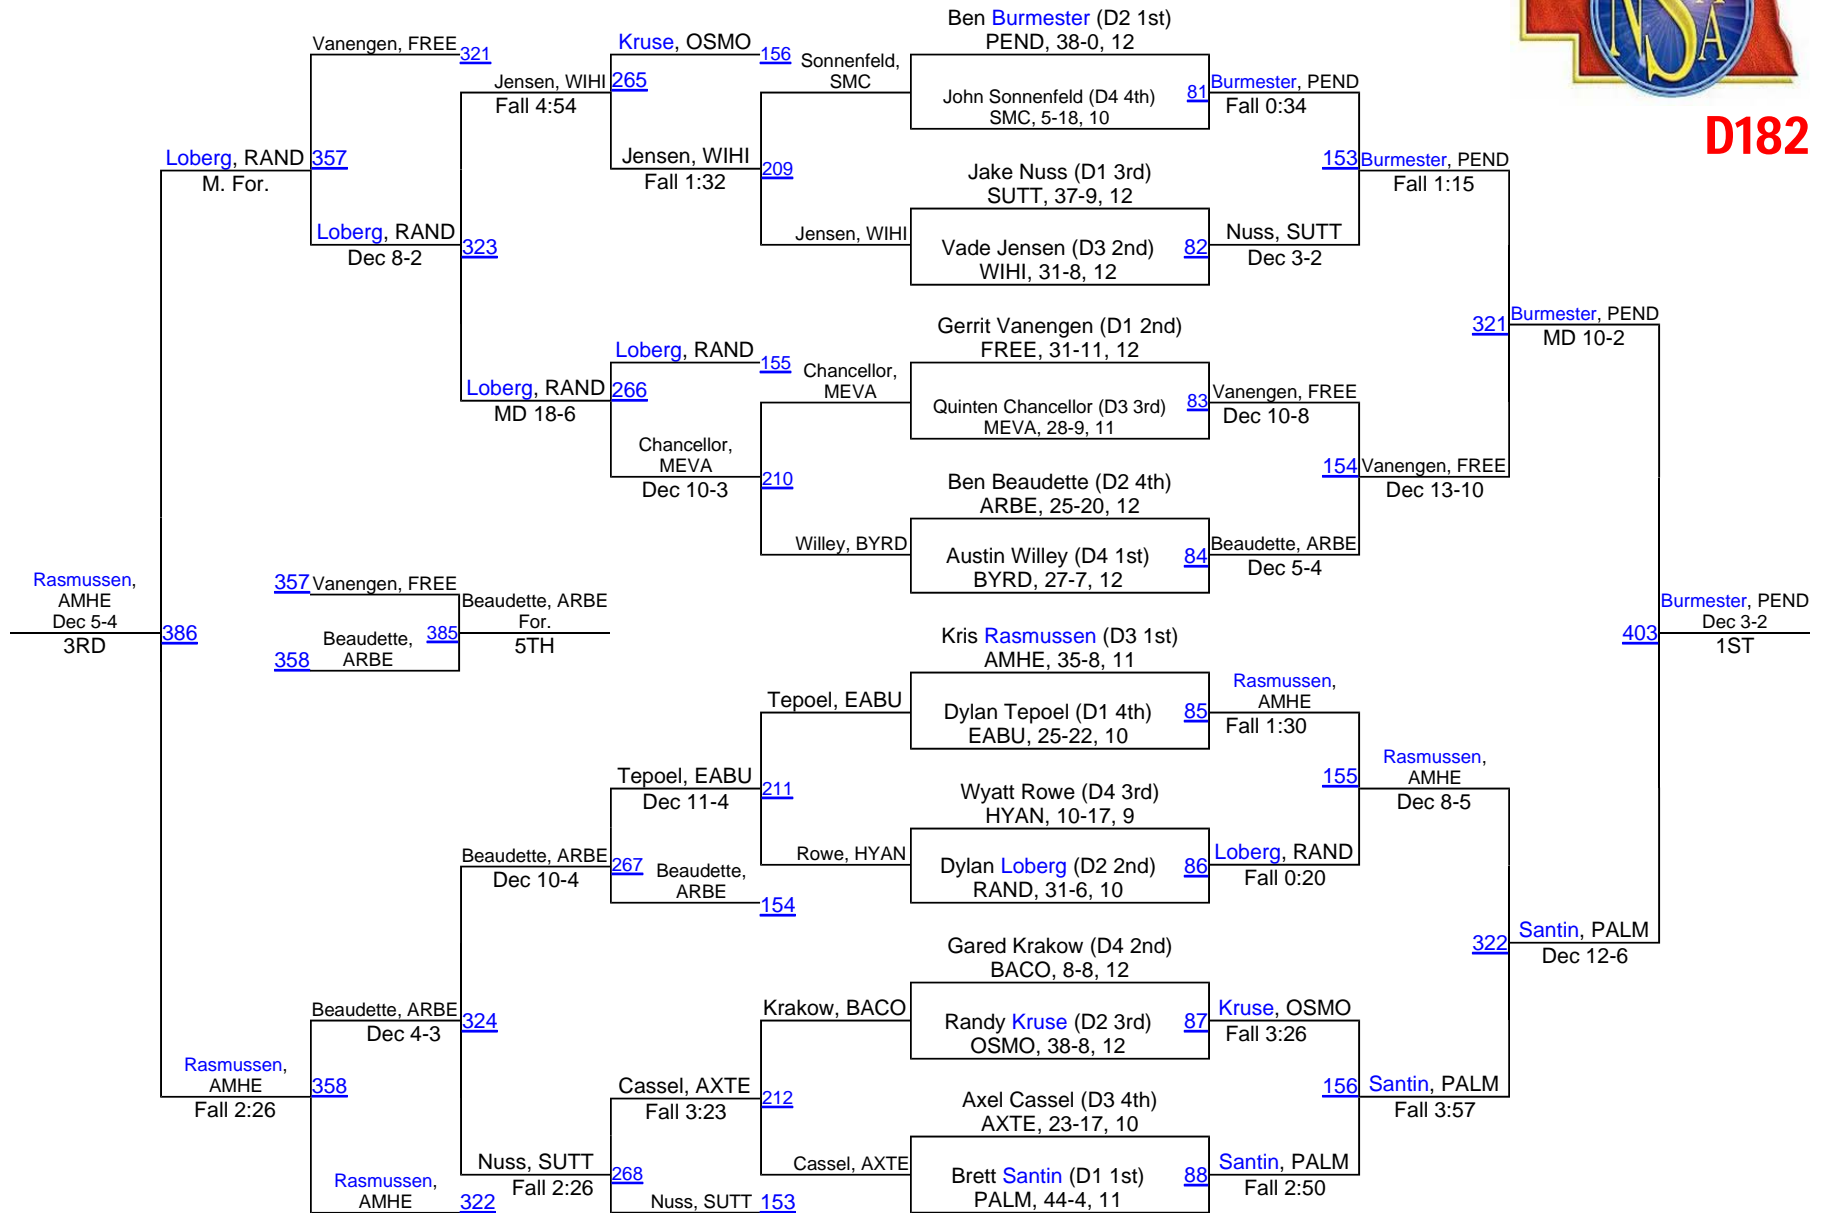 Ben Burmester (D2 1st)
PEND, 38-0, 12
Vanengen, FREE
321
Kruse, OSMO
156
Sonnenfeld,
SMC
NSAA
Jensen, WIHI
265
Fall 4:54
John Sonnenfeld (D4 4th)
SMC, 5-18, 10
81
Burmester, PEND
Fall 0:34
D182
Loberg, RAND
357
M. For.
Jensen, WIHI
Fall 1:32
209
Jake Nuss (D1 3rd)
SUTT, 37-9, 12
153
Burmester, PEND
Fall 1:15
Loberg, RAND
Dec 8-2
323
Jensen, WIHI
Vade Jensen (D3 2nd)
WIHI, 31-8, 12
82
Nuss, SUTT
Dec 3-2
Gerrit Vanengen (D1 2nd)
FREE, 31-11, 12
321
Burmester, PEND
MD 10-2
Loberg, RAND
155
Chancellor,
MEVA
Loberg, RAND
266
MD 18-6
Quinten Chancellor (D3 3rd)
MEVA, 28-9, 11
83
Vanengen, FREE
Dec 10-8
Chancellor,
MEVA
Dec 10-3
210
Ben Beaudette (D2 4th)
ARBE, 25-20, 12
154
Vanengen, FREE
Dec 13-10
Willey, BYRD
Austin Willey (D4 1st)
BYRD, 27-7, 12
84
Beaudette, ARBE
Dec 5-4
Rasmussen,
AMHE
Dec 5-4
3RD
386
357
Vanengen, FREE
Beaudette,
ARBE
358
385
Beaudette, ARBE
For.
5TH
403
Burmester, PEND
Dec 3-2
1ST
Kris Rasmussen (D3 1st)
AMHE, 35-8, 11
Tepoel, EABU
Dylan Tepoel (D1 4th)
EABU, 25-22, 10
85
Rasmussen,
AMHE
Fall 1:30
Tepoel, EABU
Dec 11-4
211
Wyatt Rowe (D4 3rd)
HYAN, 10-17, 9
155
Rasmussen,
AMHE
Dec 8-5
Beaudette, ARBE
Dec 10-4
267
Beaudette,
ARBE
154
Rowe, HYAN
Dylan Loberg (D2 2nd)
RAND, 31-6, 10
86
Loberg, RAND
Fall 0:20
Gared Krakow (D4 2nd)
BACO, 8-8, 12
322
Santin, PALM
Dec 12-6
Beaudette, ARBE
Dec 4-3
324
Krakow, BACO
Randy Kruse (D2 3rd)
OSMO, 38-8, 12
87
Kruse, OSMO
Fall 3:26
Rasmussen,
AMHE
Fall 2:26
358
Cassel, AXTE
Fall 3:23
212
Axel Cassel (D3 4th)
AXTE, 23-17, 10
156
Santin, PALM
Fall 3:57
Nuss, SUTT
Fall 2:26
268
Cassel, AXTE
Brett Santin (D1 1st)
PALM, 44-4, 11
88
Santin, PALM
Fall 2:50
Rasmussen,
AMHE
322
Nuss, SUTT
153